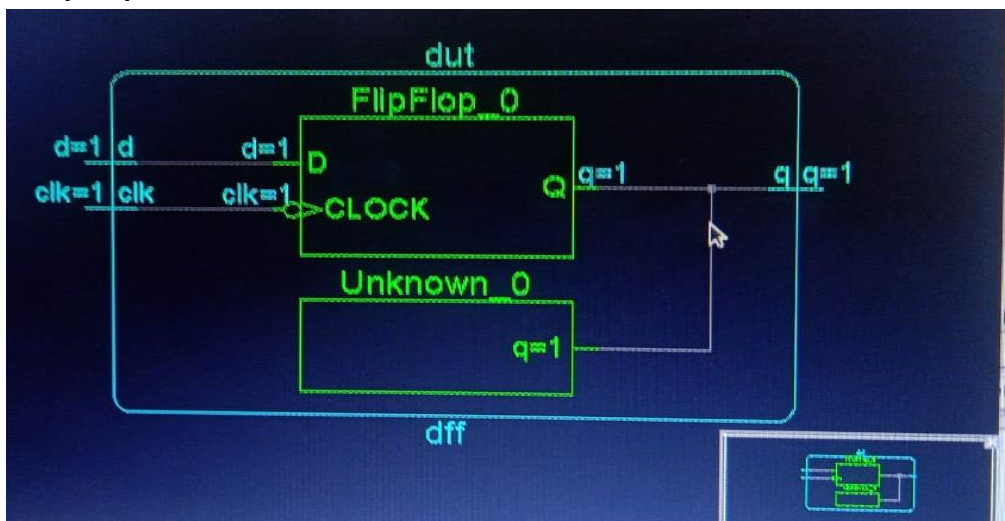 dut
FlipFlop_0
d=1 d d=1 D
clk=1 clk clk=1 CLOCK
Q q=1 q q=1
Unknown_0
q=1
dff